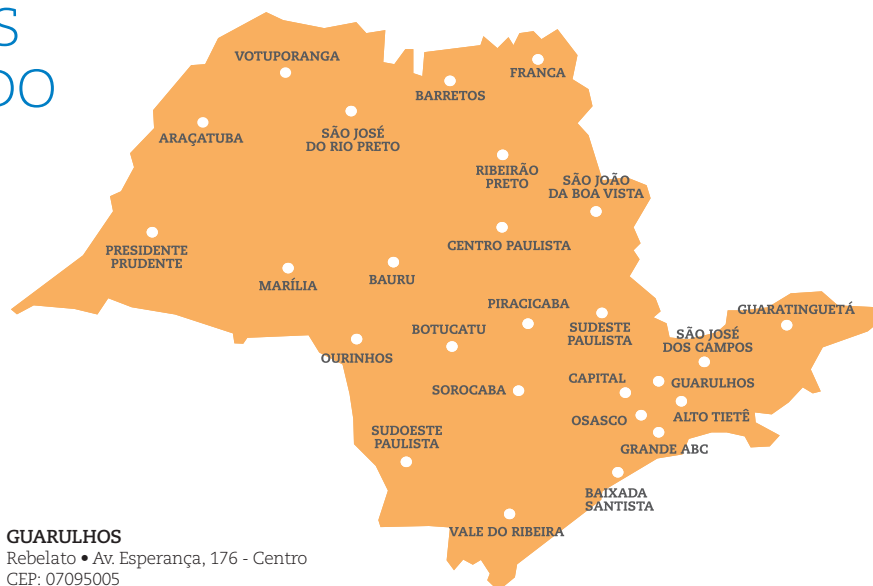 S
DO
VOTUPORANGA
FRANCA
BARRETOS
ARAÇATUBA
SÃO JOSÉ
DO RIO PRETO
RIBEIRÃO
PRETO
SÃO JOÃO
DA BOA VISTA
PRESIDENTE
PRUDENTE
CENTRO PAULISTA
MARÍLIA
BAURU
PIRACICABA
GUARATINGUETÁ
BOTUCATU
SUDESTE
PAULISTA
SÃO JOSÉ
DOS CAMPOS
OURINHOS
CAPITAL
GUARULHOS
SOROCABA
OSASCO
ALTO TIETÊ
SUDOESTE
PAULISTA
GRANDE ABC
BAIXADA
SANTISTA
VALE DO RIBEIRA
GUARULHOS
Rebelato • Av. Esperança, 176 - Centro
CEP: 07095005